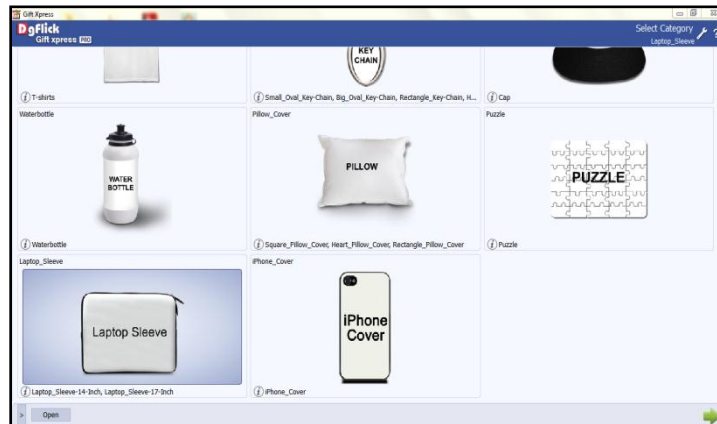 Gift Xpress
DgFlick
Gift xpress PRO
Select Category
Laptop_Sleeve
?
KEY
CHAIN
T-shirts
Small_Oval_Key-Chain, Big_Oval_Key-Chain, Rectangle_Key-Chain, H...
Cap
Waterbottle
Pillow_Cover
Puzzle
WATER
BOTTLE
PILLOW
PUZZLE
Waterbottle
Square_Pillow_Cover, Heart_Pillow_Cover, Rectangle_Pillow_Cover
Puzzle
Laptop_Sleeve
iPhone_Cover
Laptop Sleeve
iPhone
Cover
Laptop_Sleeve-14-Inch, Laptop_Sleeve-17-Inch
iPhone_Cover
> Open